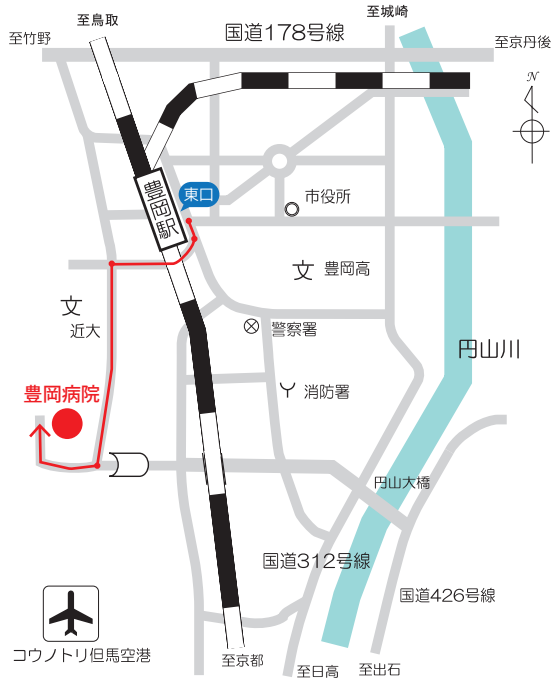 至鳥取
至城崎
至竹野
国道178号線
至京丹後
N
豊岡駅
東口
市役所
文
豊岡高
文
近大
警察署
円山川
豊岡病院
消防署
円山大橋
国道312号線
国道426号線
コウノトリ但馬空港
至京都
至日高
至出石